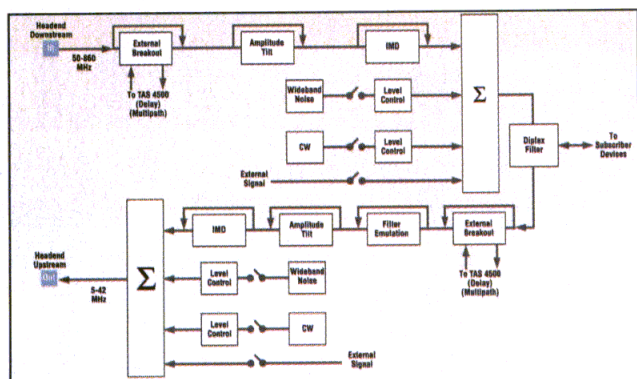 Headend
Downstream
In
50-860
MHz
External
Breakout
To TAS 4500
(Delay)
(Multipath)
Amplitude
Tilt
IMD
Wideband
Noise
Level
Control
CW
Level
Control
External
Signal
Σ
Diplex
Filter
To
Subscriber
Devices
Headend
Upstream
Out
5-42
MHz
Σ
IMD
Amplitude
Tilt
Filter
Emulation
External
Breakout
To TAS 4500
(Delay)
(Multipath)
Level
Control
Wideband
Noise
Level
Control
CW
External
Signal